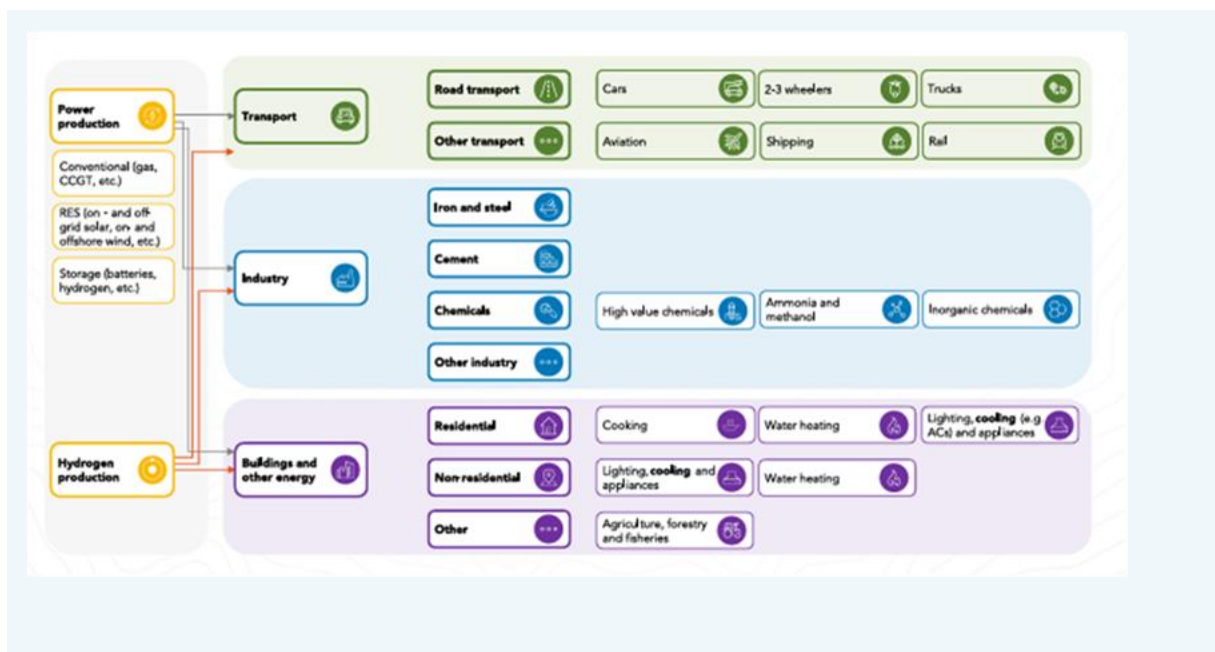 Power
production
Conventional (gas,
CCGT, etc.)
RES (on - and off-
grid solar, on- and
offshore wind, etc.)
Storage (batteries,
hydrogen, etc.)
Hydrogen
production
Transport
Road transport
Cars
2-3 wheelers
Trucks
Other transport
Aviation
Shipping
Rail
Industry
Iron and steel
Cement
Chemicals
High value chemicals
Ammonia and
methanol
Inorganic chemicals
Other industry
Buildings and
other energy
Residential
Cooking
Water heating
Lighting, cooling (e.g
ACs) and appliances
Non-residential
Lighting, cooling and
appliances
Water heating
Other
Agriculture, forestry
and fisheries